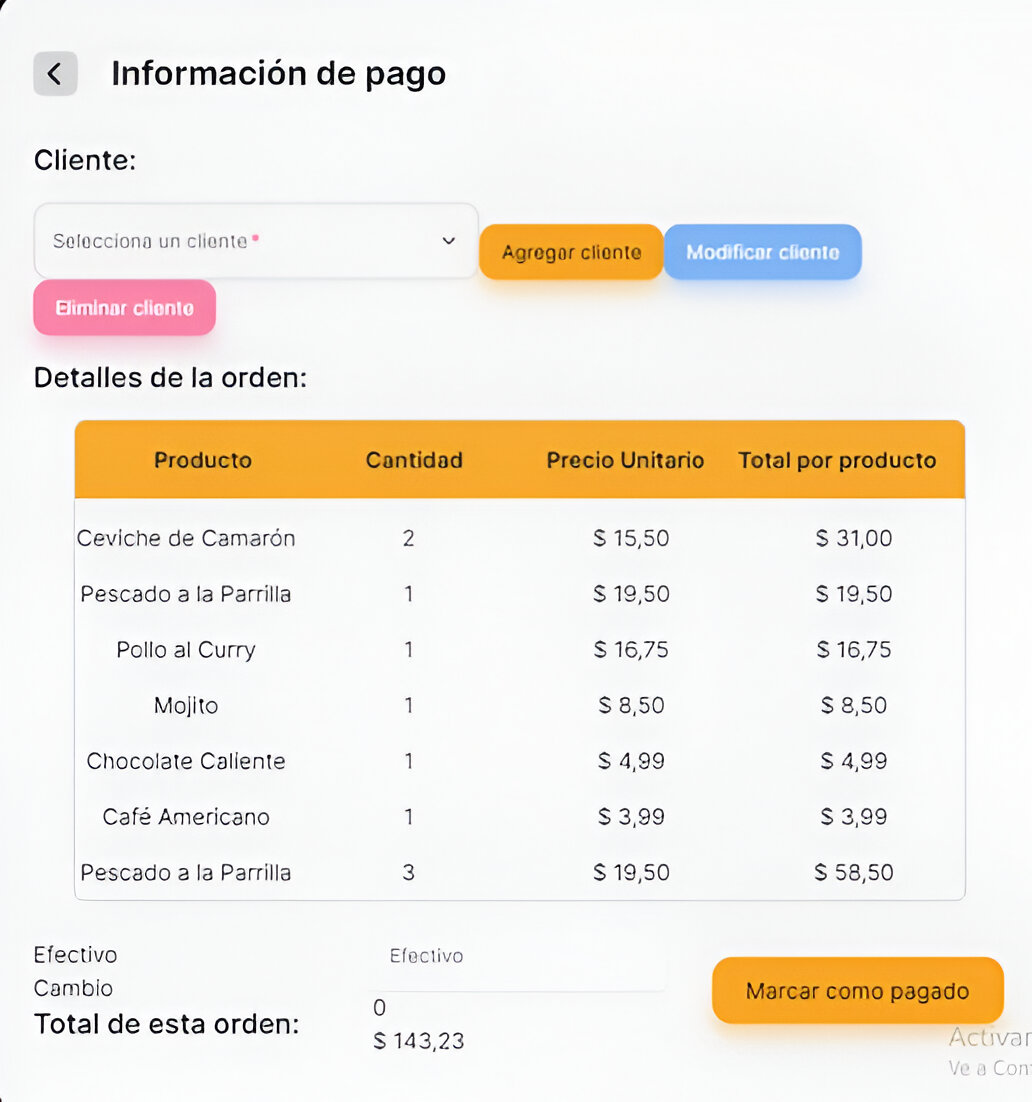 Información de pago
Cliente:
Selecciona un cliente*
Agregar cliente
Modificar cliente
Eliminar cliente
Detalles de la orden:
Producto Cantidad Precio Unitario Total por producto
Ceviche de Camarón 2 $ 15,50 $ 31,00
Pescado a la Parrilla 1 $ 19,50 $ 19,50
Pollo al Curry 1 $ 16,75 $ 16,75
Mojito 1 $ 8,50 $ 8,50
Chocolate Caliente 1 $ 4,99 $ 4,99
Café Americano 1 $ 3,99 $ 3,99
Pescado a la Parrilla 3 $ 19,50 $ 58,50
Efectivo Efectivo
Cambio 0
Total de esta orden: $ 143,23
Marcar como pagado
Activar
Ve a Con